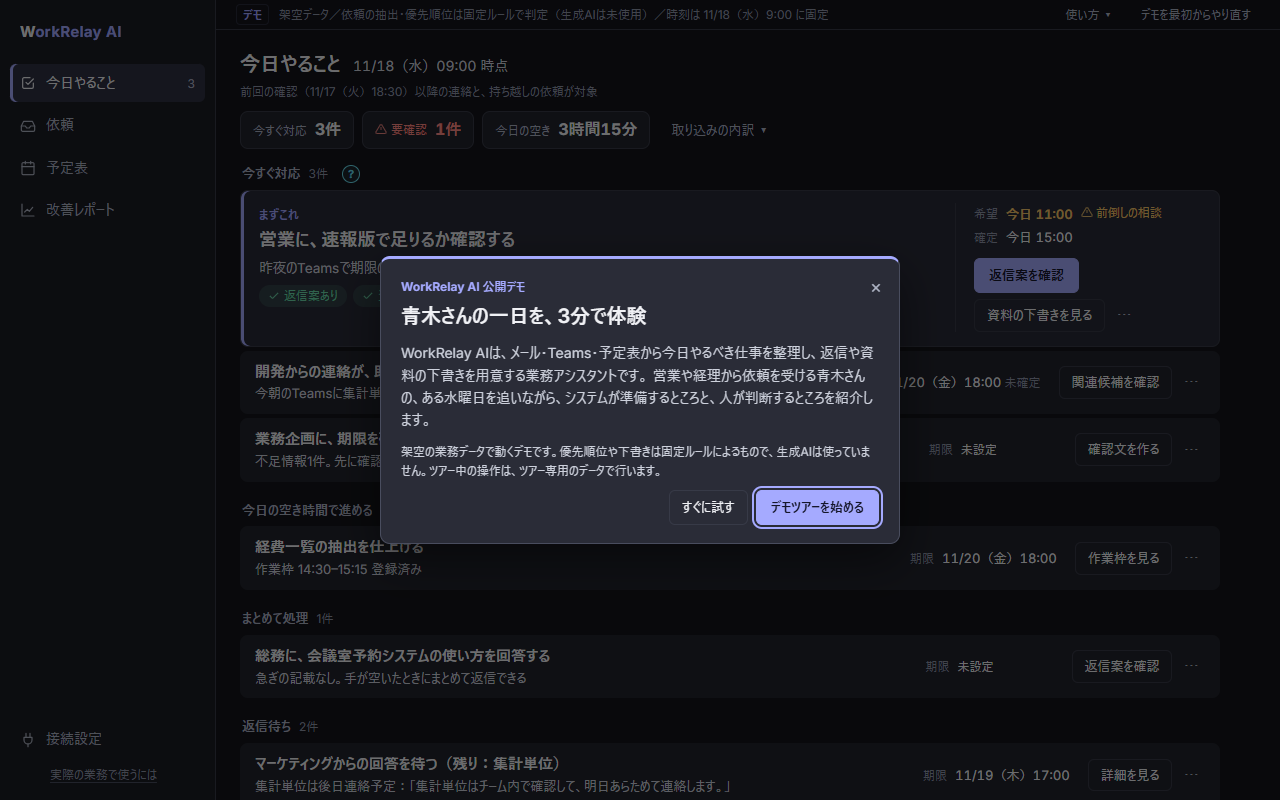 WorkRelay AI
デモ 架空データ／依頼の抽出・優先順位は固定ルールで判定（生成AIは未使用）／時刻は 11/18（水）9:00 に固定
使い方 ▼
デモを最初からやり直す
今日やること 3
依頼
予定表
改善レポート
接続設定
実際の業務で使うには
今日やること 11/18（水）09:00 時点
前回の確認（11/17（火）18:30）以降の連絡と、持ち越しの依頼が対象
今すぐ対応 3件
要確認 1件
今日の空き 3時間15分
取り込みの内訳 ▼
今すぐ対応 3件 ?
まずこれ
営業に、速報版で足りるか確認する
昨夜のTeamsで期限
✓ 返信案あり ✓
希望 今日 11:00 前倒しの相談
確定 今日 15:00
返信案を確認
資料の下書きを見る …
WorkRelay AI 公開デモ ×
青木さんの一日を、3分で体験
WorkRelay AIは、メール・Teams・予定表から今日やるべき仕事を整理し、返信や資
料の下書きを用意する業務アシスタントです。営業や経理から依頼を受ける青木さん
の、ある水曜日を追いながら、システムが準備するところと、人が判断するところを紹介し
ます。
架空の業務データで動くデモです。優先順位や下書きは固定ルールによるもので、生成AIは使っていま
せん。ツアー中の操作は、ツアー専用のデータで行います。
すぐに試す デモツアーを始める
開発からの連絡が、
今朝のTeamsに集計単
/20（金）18:00 未確定 関連候補を確認 …
業務企画に、期限を
不足情報1件。先に確認
期限 未設定 確認文を作る …
今日の空き時間で進める
経費一覧の抽出を仕上げる
作業枠 14:30–15:15 登録済み
期限 11/20（金）18:00 作業枠を見る …
まとめて処理 1件
総務に、会議室予約システムの使い方を回答する
急ぎの記載なし。手が空いたときにまとめて返信できる
期限 未設定 返信案を確認 …
返信待ち 2件
マーケティングからの回答を待つ（残り：集計単位）
集計単位は後日連絡予定：「集計単位はチーム内で確認して、明日あらためて連絡します。」
期限 11/19（木）17:00 詳細を見る …